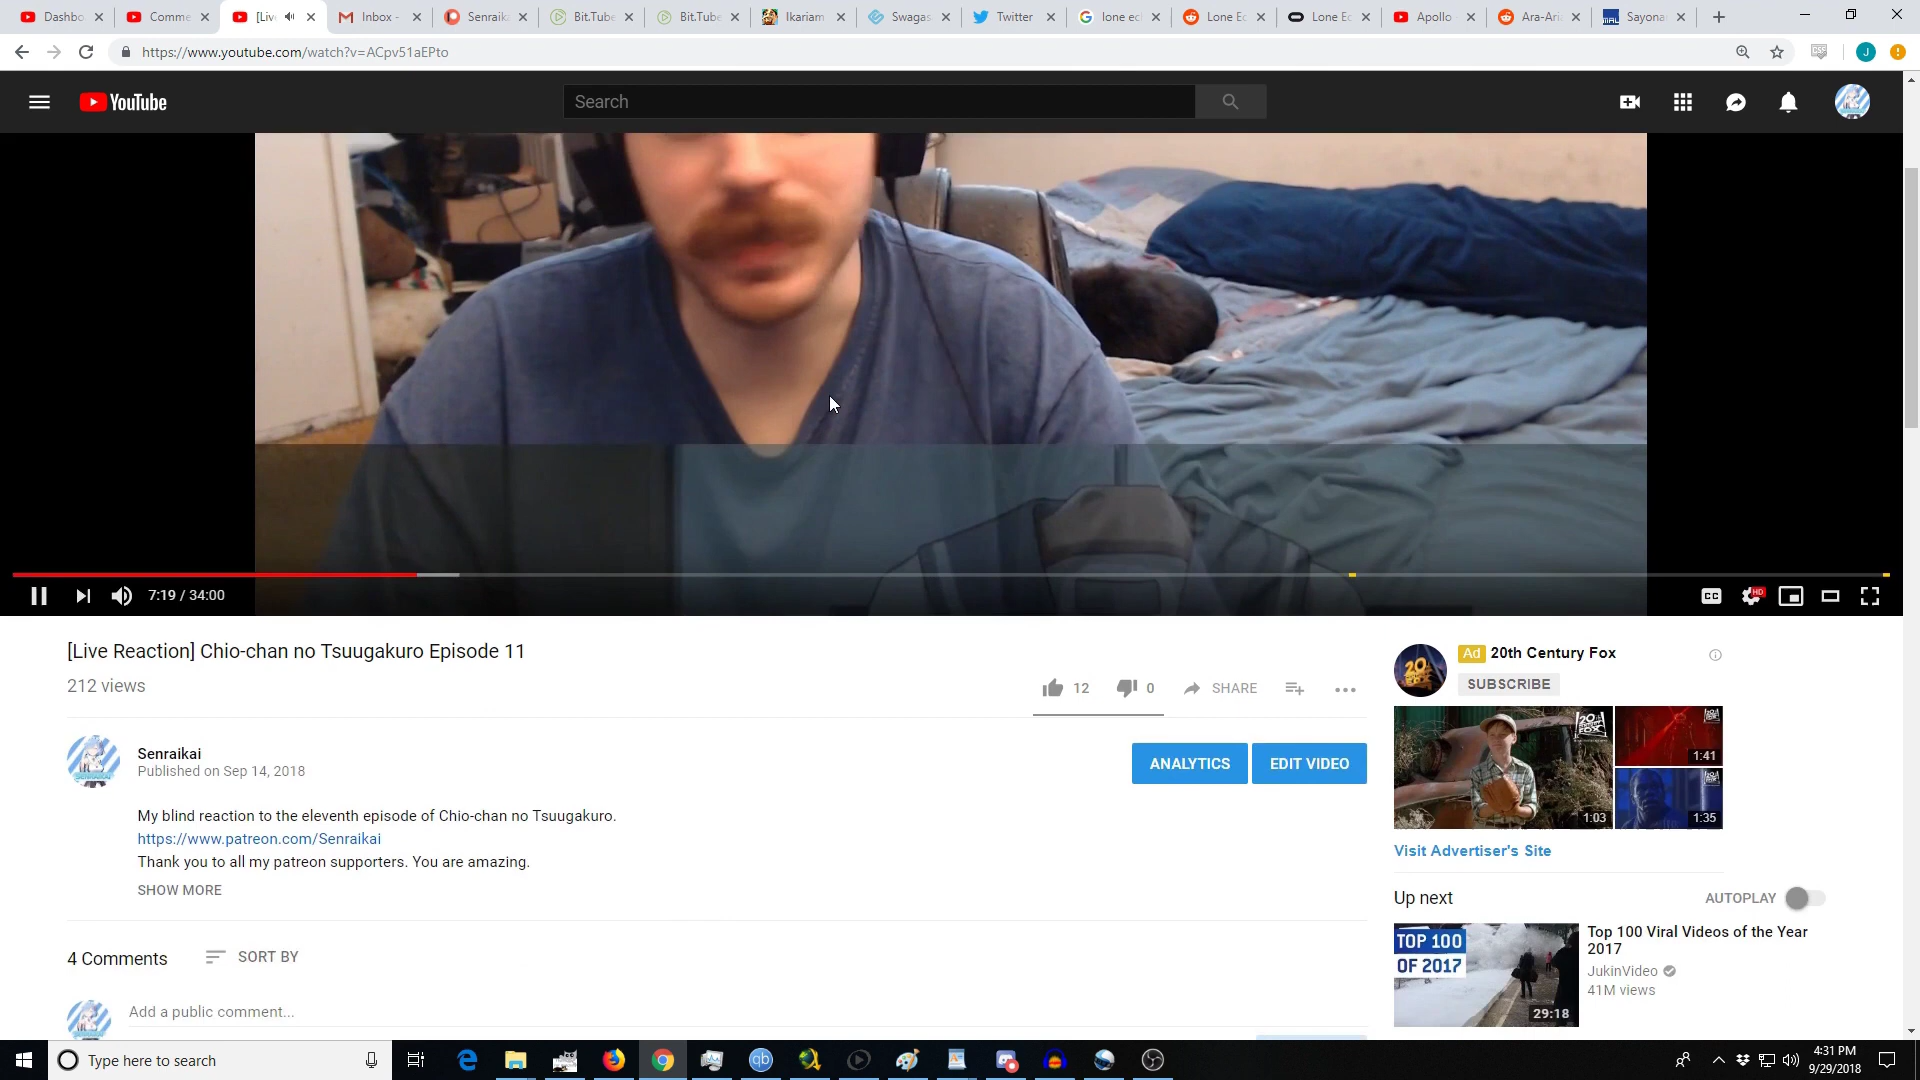 Dashbo
Comme
[Liv
Inbox -
Senraik
Bit.Tube
Bit.Tube
Ikariam
Swagas
Twitter
lone ec
Lone Ec
Lone Ec
Apollo
Ara-Ari
Sayona
https://www.youtube.com/watch?v=ACpv51aEPto
J
YouTube
Search
7:19 / 34:00
CC
HD
[Live Reaction] Chio-chan no Tsuugakuro Episode 11
212 views
12
0
SHARE
Senraikai
Published on Sep 14, 2018
ANALYTICS
EDIT VIDEO
My blind reaction to the eleventh episode of Chio-chan no Tsuugakuro.
https://www.patreon.com/Senraikai
Thank you to all my patreon supporters. You are amazing.
SHOW MORE
4 Comments
SORT BY
Add a public comment...
Ad 20th Century Fox
SUBSCRIBE
1:03
1:41
1:35
Visit Advertiser's Site
Up next
AUTOPLAY
TOP 100
OF 2017
29:18
Top 100 Viral Videos of the Year
2017
JukinVideo
41M views
Type here to search
4:31 PM
9/29/2018